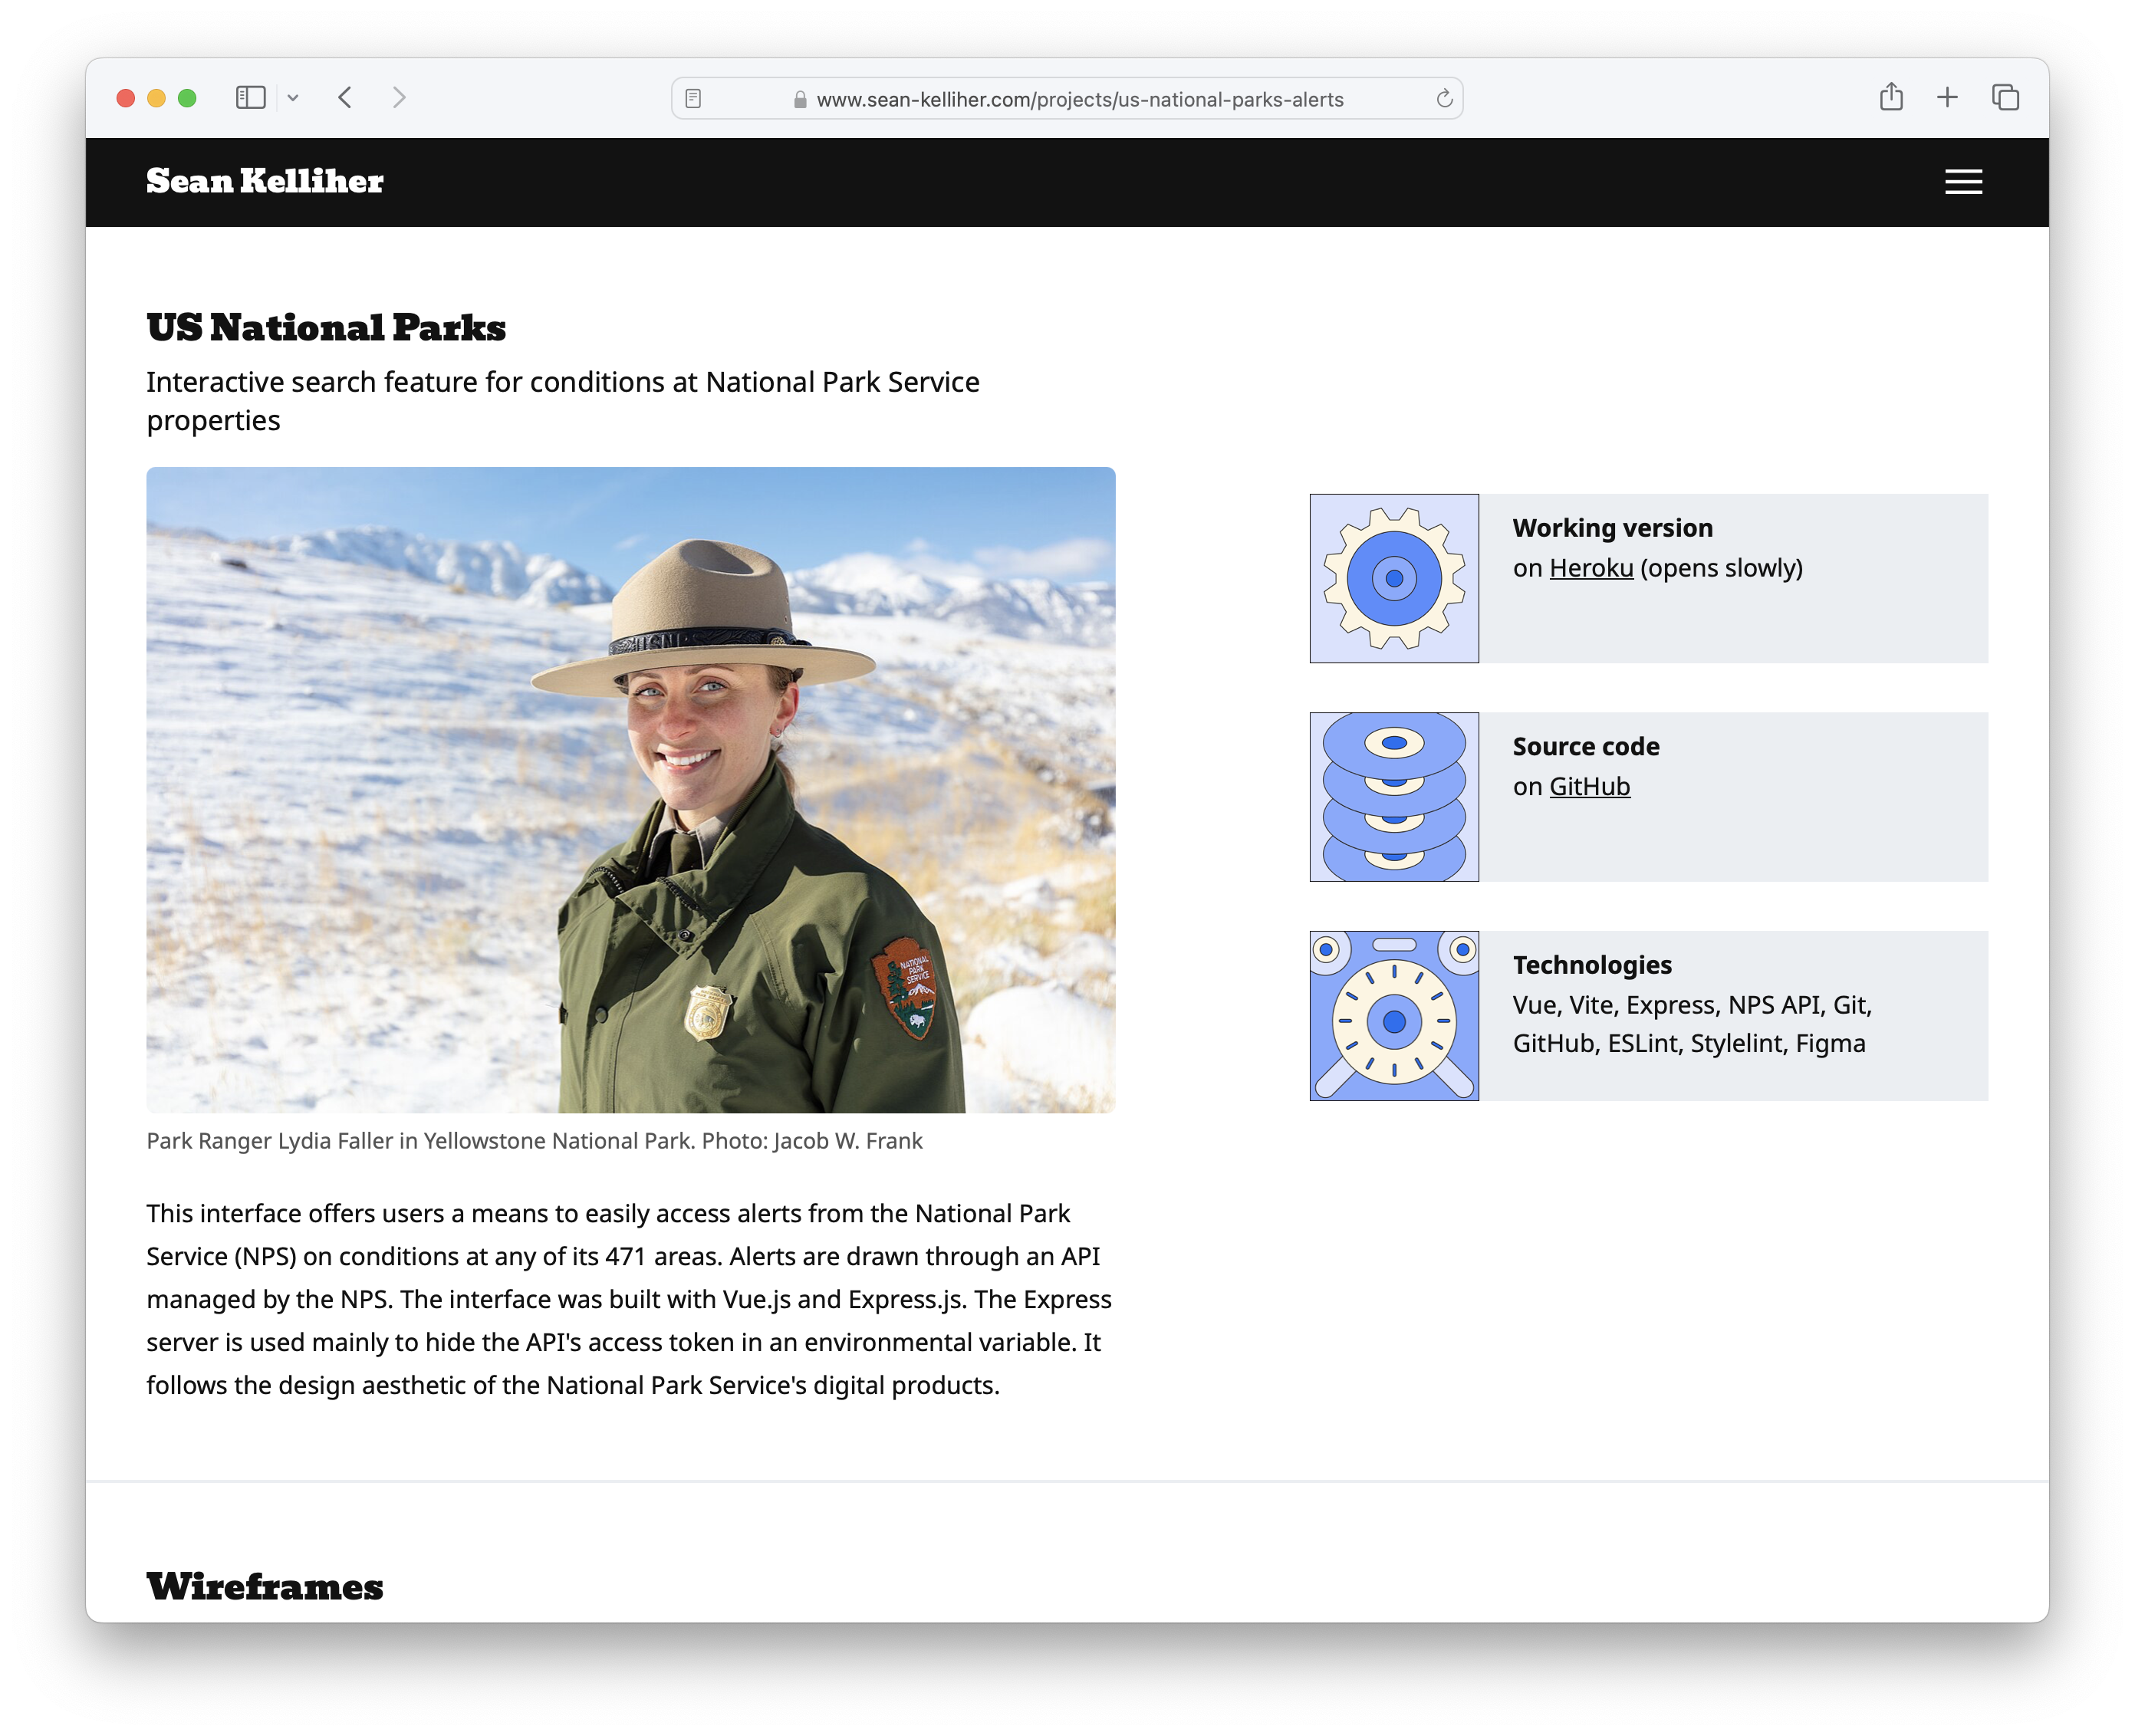 www.sean-kelliher.com/projects/us-national-parks-alerts
Sean Kelliher
US National Parks
Interactive search feature for conditions at National Park Service
properties
NATIONAL
PARK
SERVICE
Park Ranger Lydia Faller in Yellowstone National Park. Photo: Jacob W. Frank
This interface offers users a means to easily access alerts from the National Park
Service (NPS) on conditions at any of its 471 areas. Alerts are drawn through an API
managed by the NPS. The interface was built with Vue.js and Express.js. The Express
server is used mainly to hide the API's access token in an environmental variable. It
follows the design aesthetic of the National Park Service's digital products.
Working version
on Heroku (opens slowly)
Source code
on GitHub
Technologies
Vue, Vite, Express, NPS API, Git,
GitHub, ESLint, Stylelint, Figma
Wireframes